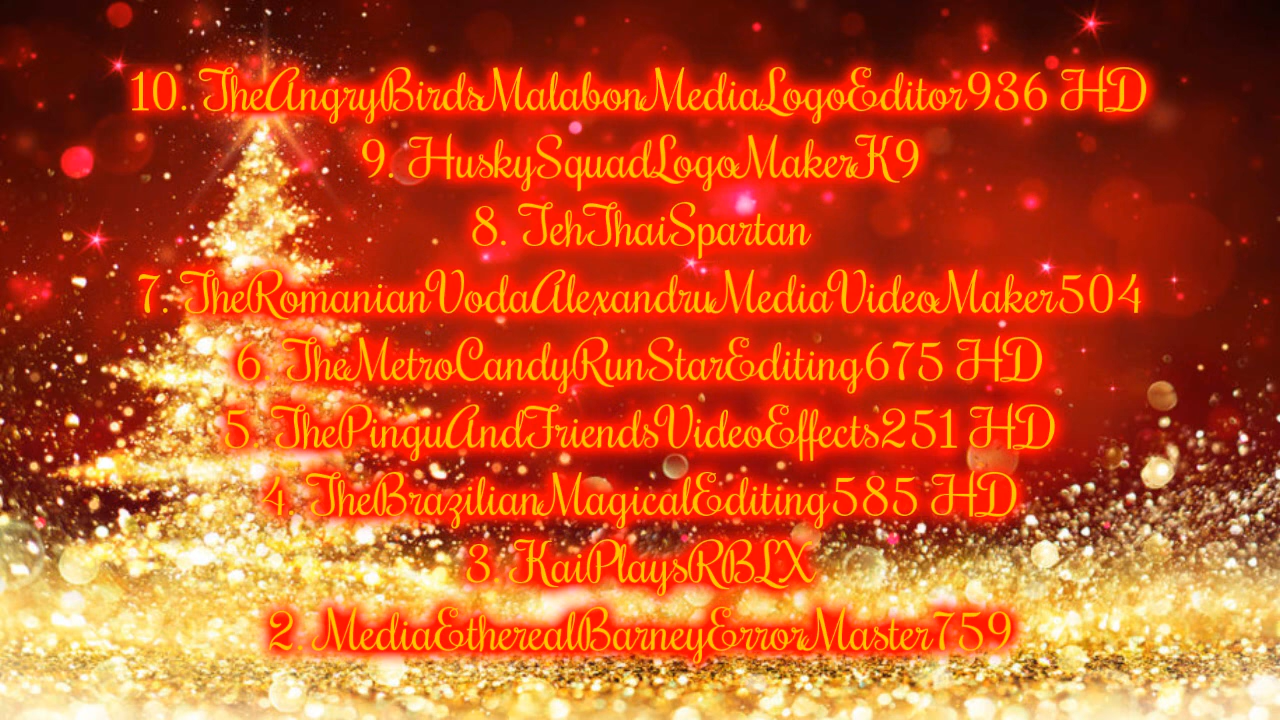 10. TheAngryBirdsMalabonMediaLogoEditor936 HD
9. HuskySquadLogoMakerK9
8. TehThaiSpartan
7. TheRomanianVodaAlexandruMediaVideoMaker504
6. TheMetroCandyRunStarEditing675 HD
5. ThePinguAndFriendsVideoEffects251 HD
4. TheBrazilianMagicalEditing585 HD
3. KaiPlaysRBLX
2. MediaEtherealBarneyErrorMaster759